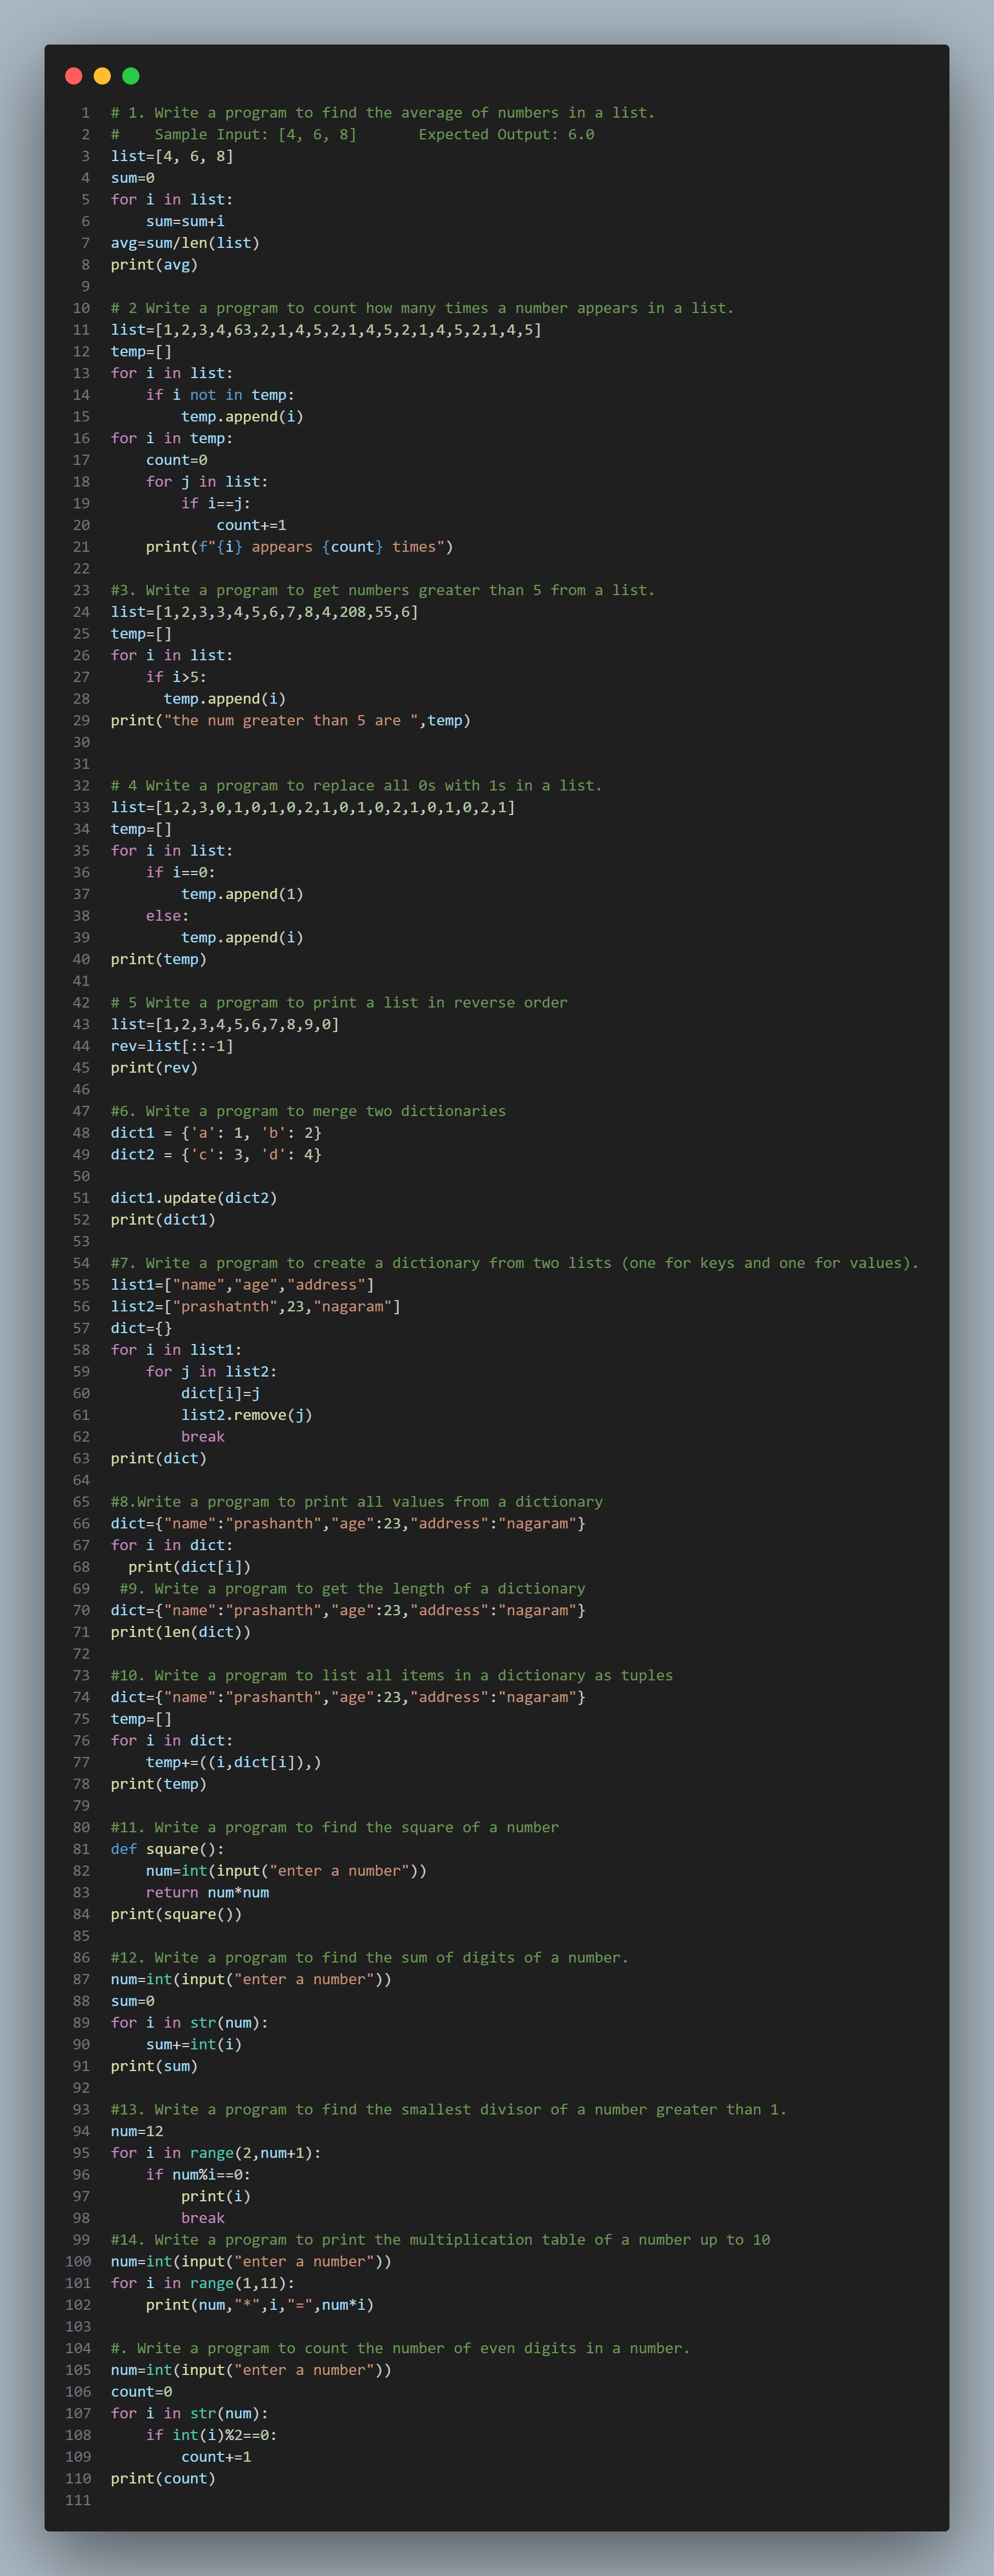 1 # 1. Write a program to find the average of numbers in a list.
2 #    Sample Input: [4, 6, 8]       Expected Output: 6.0
3 list=[4, 6, 8]
4 sum=0
5 for i in list:
6     sum=sum+i
7 avg=sum/len(list)
8 print(avg)
9
10 # 2 Write a program to count how many times a number appears in a list.
11 list=[1,2,3,4,63,2,1,4,5,2,1,4,5,2,1,4,5,2,1,4,5]
12 temp=[]
13 for i in list:
14     if i not in temp:
15         temp.append(i)
16 for i in temp:
17     count=0
18     for j in list:
19         if i==j:
20             count+=1
21     print(f"{i} appears {count} times")
22
23 #3. Write a program to get numbers greater than 5 from a list.
24 list=[1,2,3,3,4,5,6,7,8,4,208,55,6]
25 temp=[]
26 for i in list:
27     if i>5:
28       temp.append(i)
29 print("the num greater than 5 are ",temp)
30
31
32 # 4 Write a program to replace all 0s with 1s in a list.
33 list=[1,2,3,0,1,0,1,0,2,1,0,1,0,2,1,0,1,0,2,1]
34 temp=[]
35 for i in list:
36     if i==0:
37         temp.append(1)
38     else:
39         temp.append(i)
40 print(temp)
41
42 # 5 Write a program to print a list in reverse order
43 list=[1,2,3,4,5,6,7,8,9,0]
44 rev=list[::-1]
45 print(rev)
46
47 #6. Write a program to merge two dictionaries
48 dict1 = {'a': 1, 'b': 2}
49 dict2 = {'c': 3, 'd': 4}
50
51 dict1.update(dict2)
52 print(dict1)
53
54 #7. Write a program to create a dictionary from two lists (one for keys and one for values).
55 list1=["name","age","address"]
56 list2=["prashatnth",23,"nagaram"]
57 dict={}
58 for i in list1:
59     for j in list2:
60         dict[i]=j
61         list2.remove(j)
62         break
63 print(dict)
64
65 #8.Write a program to print all values from a dictionary
66 dict={"name":"prashanth","age":23,"address":"nagaram"}
67 for i in dict:
68   print(dict[i])
69  #9. Write a program to get the length of a dictionary
70 dict={"name":"prashanth","age":23,"address":"nagaram"}
71 print(len(dict))
72
73 #10. Write a program to list all items in a dictionary as tuples
74 dict={"name":"prashanth","age":23,"address":"nagaram"}
75 temp=[]
76 for i in dict:
77     temp+=((i,dict[i]),)
78 print(temp)
79
80 #11. Write a program to find the square of a number
81 def square():
82     num=int(input("enter a number"))
83     return num*num
84 print(square())
85
86 #12. Write a program to find the sum of digits of a number.
87 num=int(input("enter a number"))
88 sum=0
89 for i in str(num):
90     sum+=int(i)
91 print(sum)
92
93 #13. Write a program to find the smallest divisor of a number greater than 1.
94 num=12
95 for i in range(2,num+1):
96     if num%i==0:
97         print(i)
98         break
99 #14. Write a program to print the multiplication table of a number up to 10
100 num=int(input("enter a number"))
101 for i in range(1,11):
102     print(num,"*",i,"=",num*i)
103
104 #. Write a program to count the number of even digits in a number.
105 num=int(input("enter a number"))
106 count=0
107 for i in str(num):
108     if int(i)%2==0:
109         count+=1
110 print(count)
111